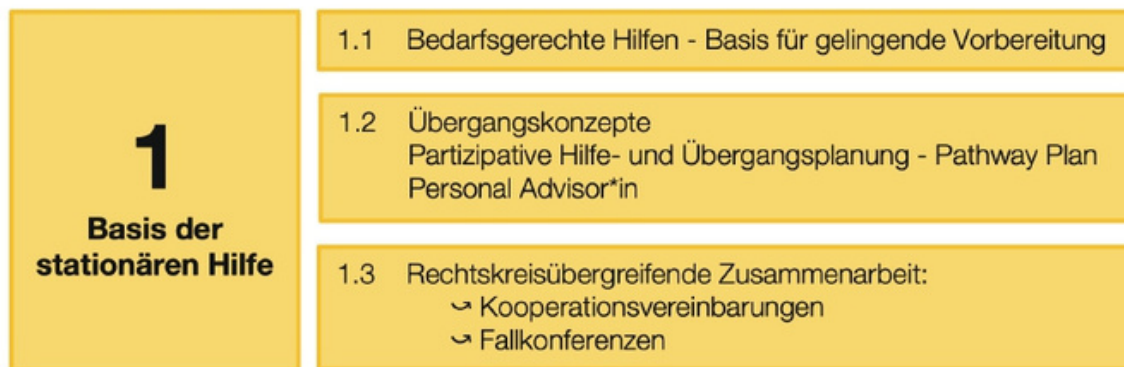 1
Basis der
stationären Hilfe
1.1 Bedarfsgerechte Hilfen - Basis für gelingende Vorbereitung
1.2 Übergangskonzepte
Partizipative Hilfe- und Übergangsplanung - Pathway Plan
Personal Advisor*in
1.3 Rechtskreisübergreifende Zusammenarbeit:
⤻ Kooperationsvereinbarungen
⤻ Fallkonferenzen